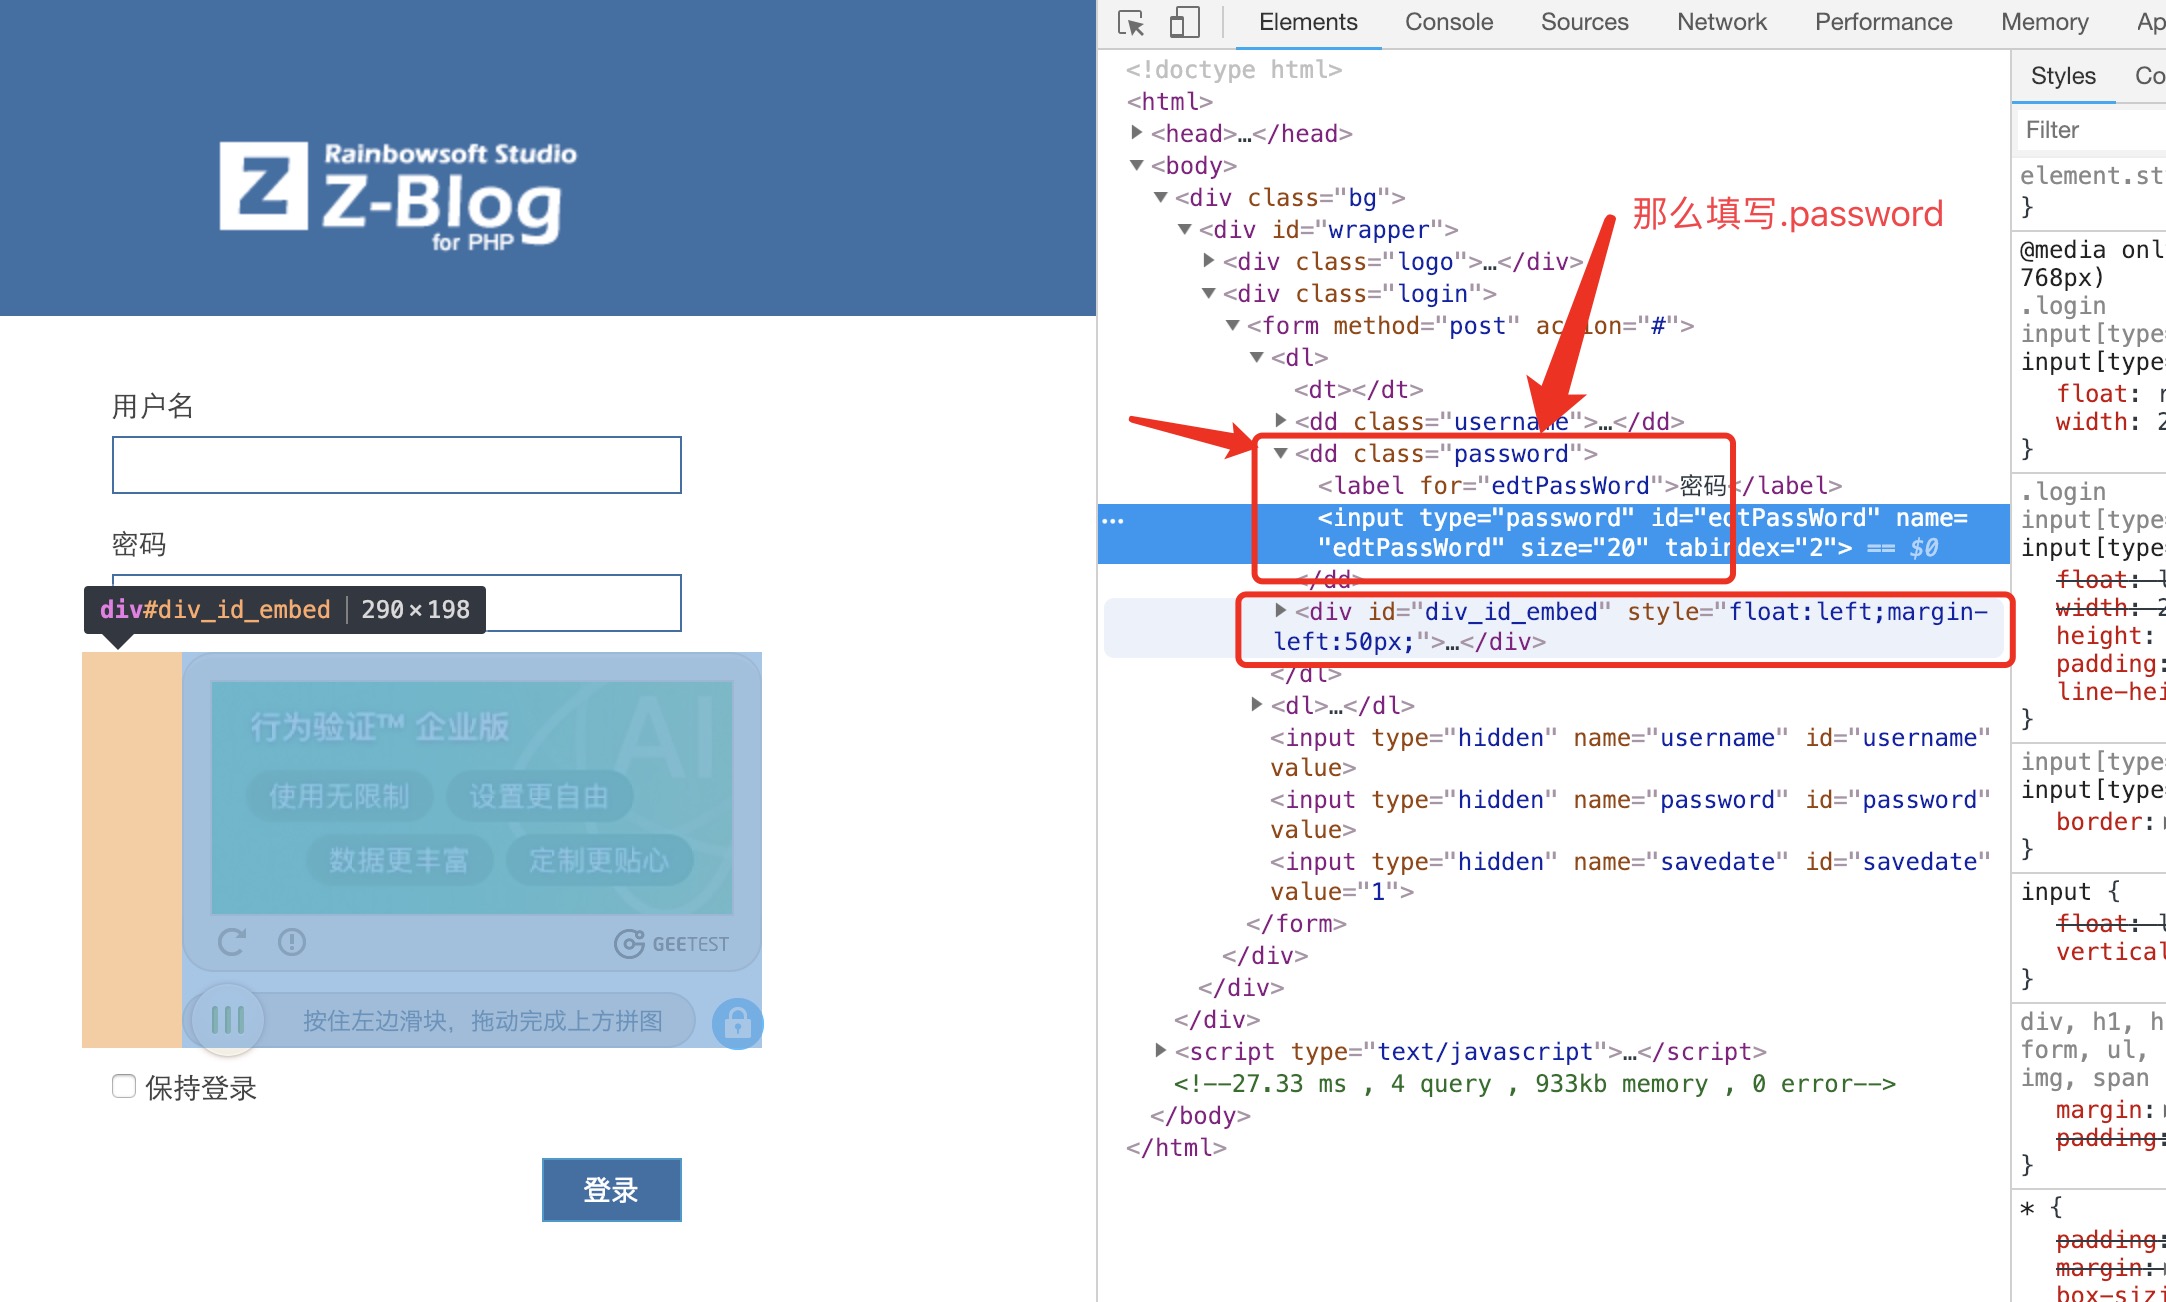 Rainbowsoft Studio
Z-Blog
for PHP
用户名
密码
div#div_id_embed 290×198
行为验证™ 企业版
AI
使用无限制 设置更自由
数据更丰富 定制更贴心
GEETEST
按住左边滑块，拖动完成上方拼图
保持登录
登录
Elements Console Sources Network Performance Memory Ap
<!doctype html>
<html>
<head>…</head>
<body>
<div class="bg">
<div id="wrapper">
<div class="logo">…</div>
<div class="login">
<form method="post" action="#">
<dl>
<dt></dt>
<dd class="username">…</dd>
<dd class="password">
<label for="edtPassWord">密码</label>
<input type="password" id="edtPassWord" name=
"edtPassWord" size="20" tabindex="2"> == $0
</dd>
<div id="div_id_embed" style="float:left;margin-
left:50px;">…</div>
</dl>
<dl>…</dl>
<input type="hidden" name="username" id="username"
value>
<input type="hidden" name="password" id="password"
value>
<input type="hidden" name="savedate" id="savedate"
value="1">
</form>
</div>
</div>
</div>
<script type="text/javascript">…</script>
<!--27.33 ms , 4 query , 933kb memory , 0 error-->
</body>
</html>
那么填写.password
Styles Co
Filter
element.st
}
@media onl
768px)
.login
input[type
input[type
float: r
width: 2
}
.login
input[type
input[type
float: l
width: 2
height:
padding:
line-hei
}
input[type
input[type
border:
}
input {
float: l
vertical
}
div, h1, h
form, ul,
img, span
margin:
padding:
}
* {
padding:
margin:
box-sizi